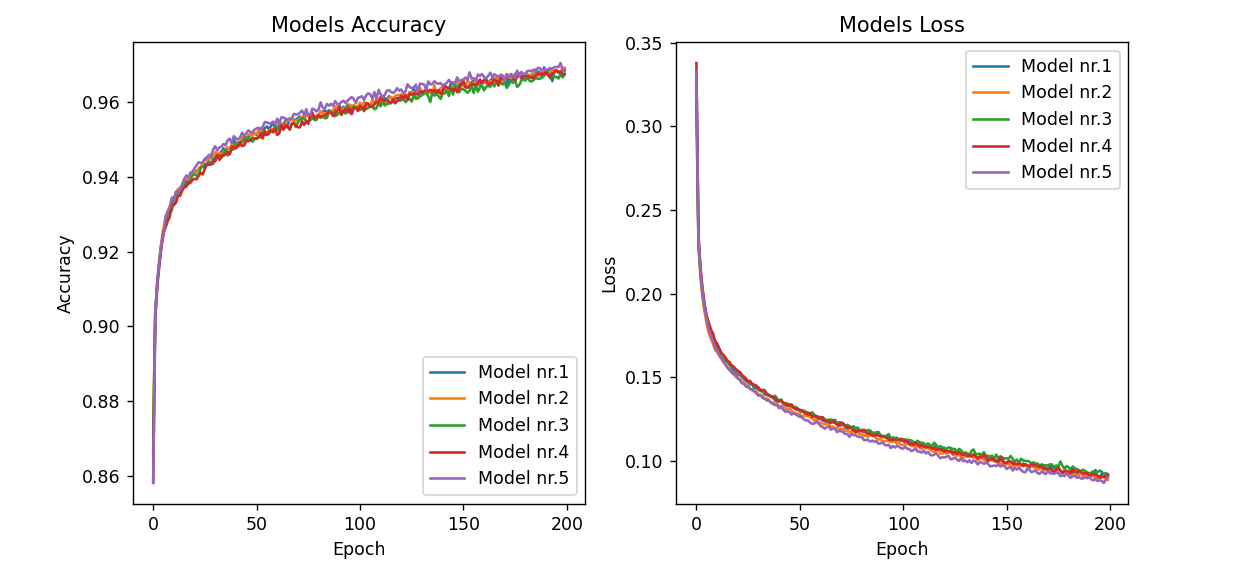 Models Accuracy
Accuracy
0.96
0.94
0.92
0.90
0.88
0.86
Model nr.1
Model nr.2
Model nr.3
Model nr.4
Model nr.5
0 50 100 150 200
Epoch
Models Loss
Loss
0.35
0.30
0.25
0.20
0.15
0.10
Model nr.1
Model nr.2
Model nr.3
Model nr.4
Model nr.5
0 50 100 150 200
Epoch